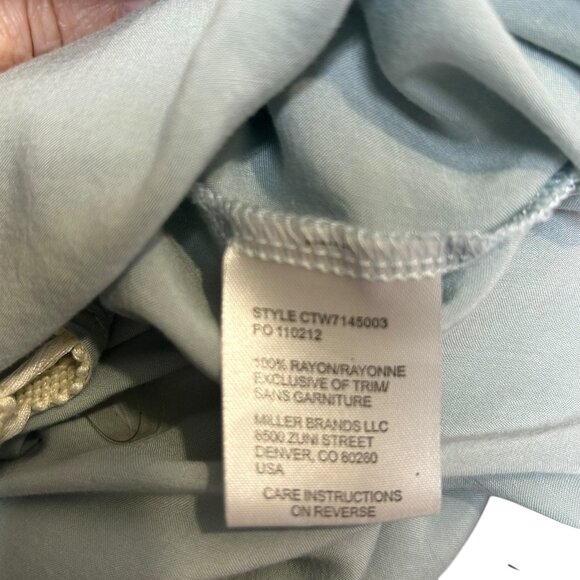 STYLE CTW7145003
PO 110212
100% RAYON/RAYONNE
EXCLUSIVE OF TRIM/
SANS GARNITURE
MILLER BRANDS LLC
8500 ZUNI STREET
DENVER, CO 80260
USA
CARE INSTRUCTIONS
ON REVERSE